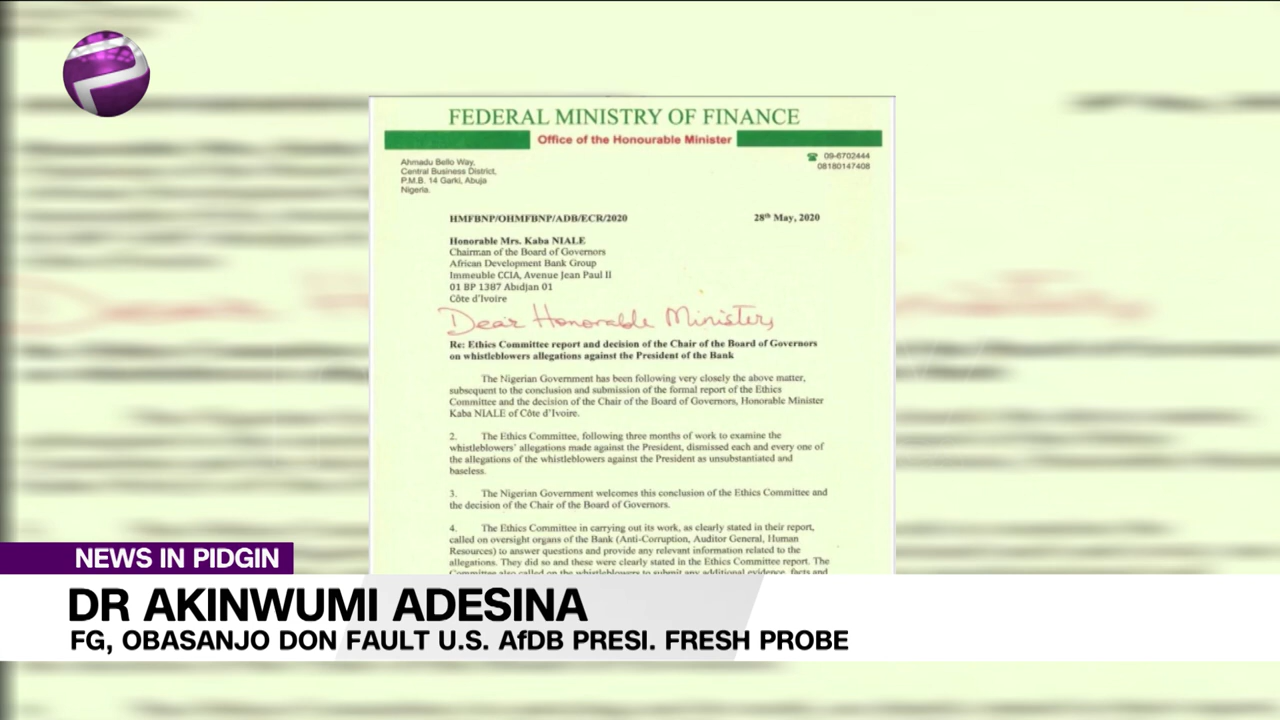 FEDERAL MINISTRY OF FINANCE
Office of the Honourable Minister
Ahmadu Bello Way,
Central Business District,
P.M.B. 14 Garki, Abuja
Nigeria.
09-6702444
08180147408
HMFBNP/OHMFBNP/ADB/ECR/2020
28th May, 2020
Honorable Mrs. Kaba NIALE
Chairman of the Board of Governors
African Development Bank Group
Immeuble CCIA, Avenue Jean Paul II
01 BP 1387 Abidjan 01
Côte d'Ivoire
Dear Honorable Minister,
Re: Ethics Committee report and decision of the Chair of the Board of Governors
on whistleblowers allegations against the President of the Bank
The Nigerian Government has been following very closely the above matter,
subsequent to the conclusion and submission of the formal report of the Ethics
Committee and the decision of the Chair of the Board of Governors, Honorable Minister
Kaba NIALE of Côte d'Ivoire.
2. The Ethics Committee, following three months of work to examine the
whistleblowers' allegations made against the President, dismissed each and every one of
the allegations of the whistleblowers against the President as unsubstantiated and
baseless.
3. The Nigerian Government welcomes this conclusion of the Ethics Committee and
the decision of the Chair of the Board of Governors.
4. The Ethics Committee in carrying out its work, as clearly stated in their report,
called on oversight organs of the Bank (Anti-Corruption, Auditor General, Human
Resources) to answer questions and provide any relevant information related to the
allegations. They did so and these were clearly stated in the Ethics Committee report. The
Committee also called on the whistleblowers to submit any additional evidence, facts and
NEWS IN PIDGIN
DR AKINWUMI ADESINA
FG, OBASANJO DON FAULT U.S. AfDB PRESI. FRESH PROBE